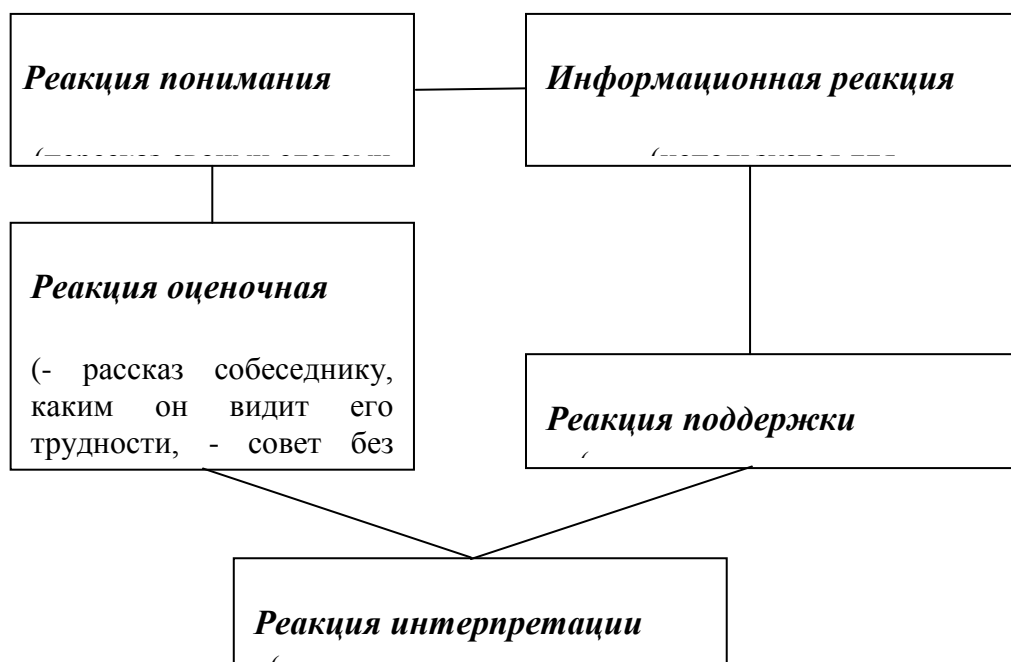 Реакция понимания
Информационная реакция
Реакция оценочная
(- рассказ собеседнику,
каким он видит его
трудности, - совет без
Реакция поддержки
(
Реакция интерпретации
(